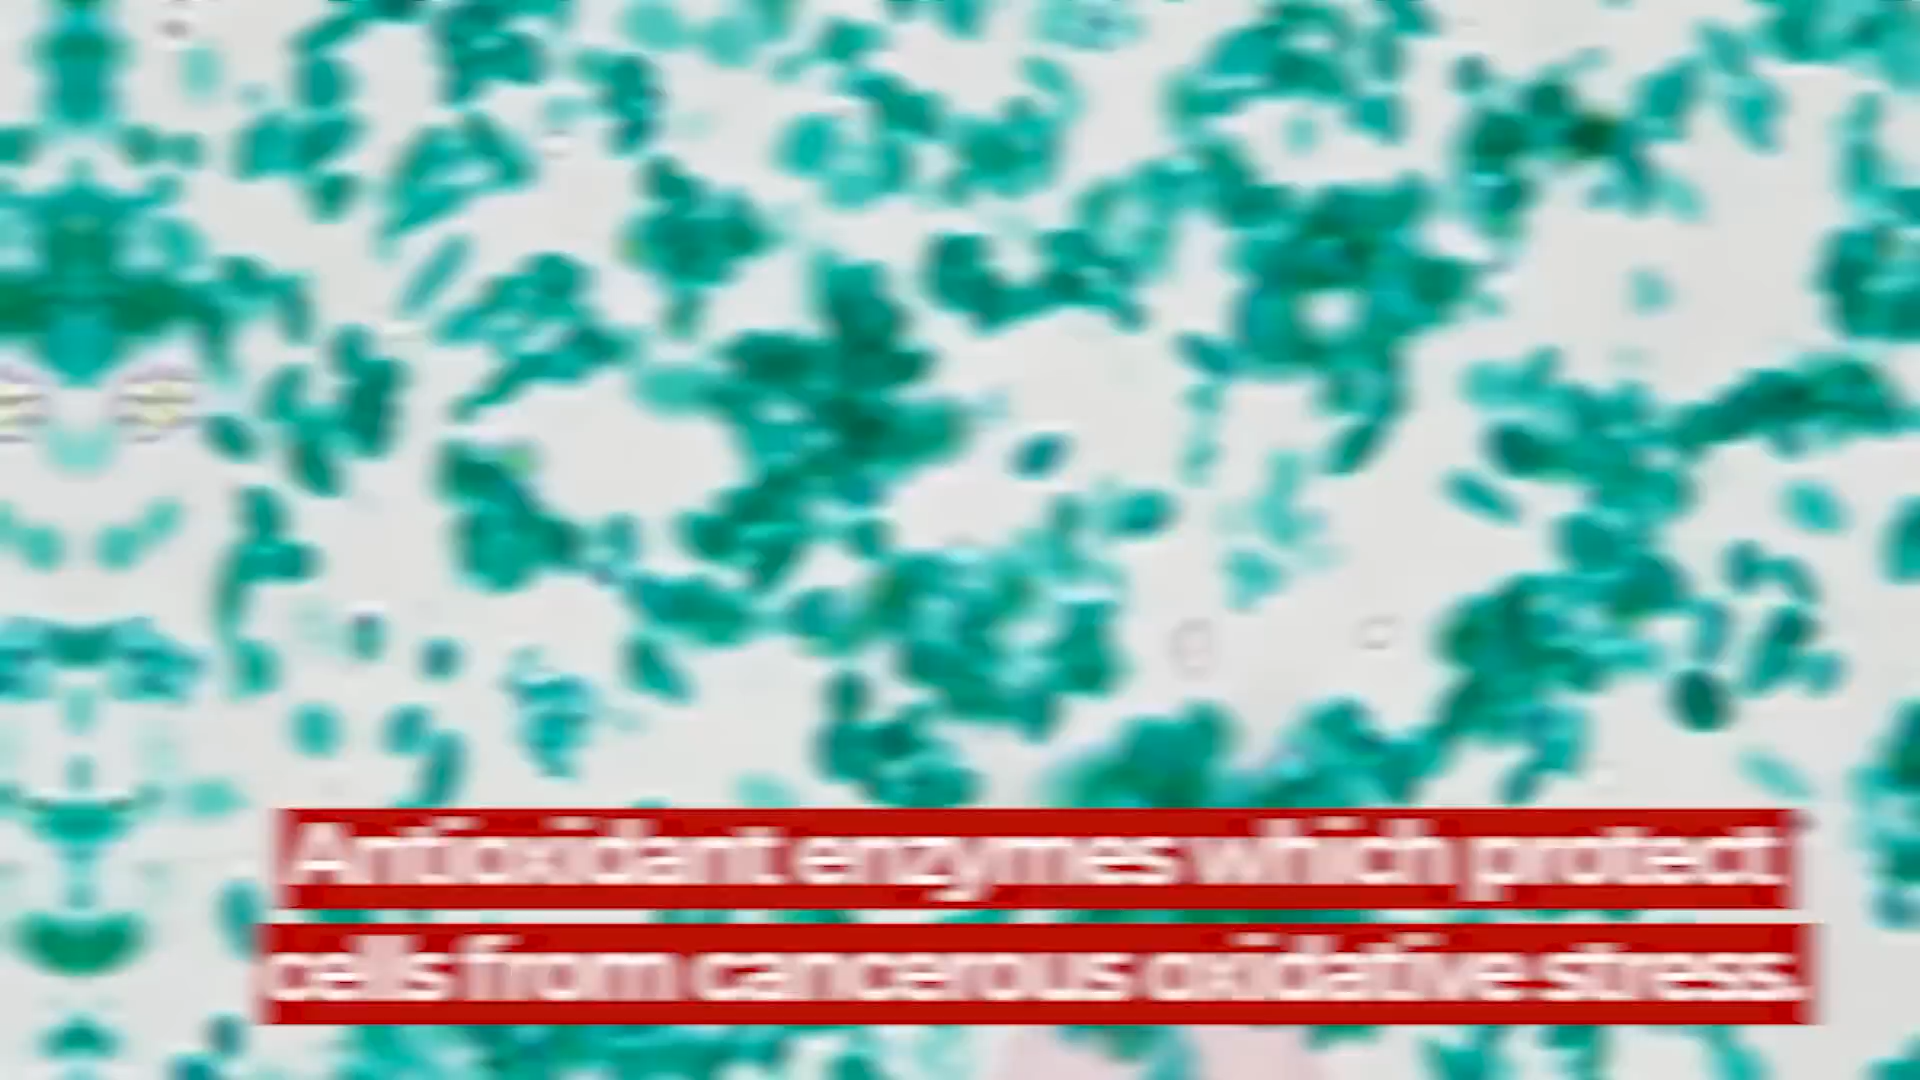 Antioxidant enzymes which protect
cells from cancerous oxidative stress.